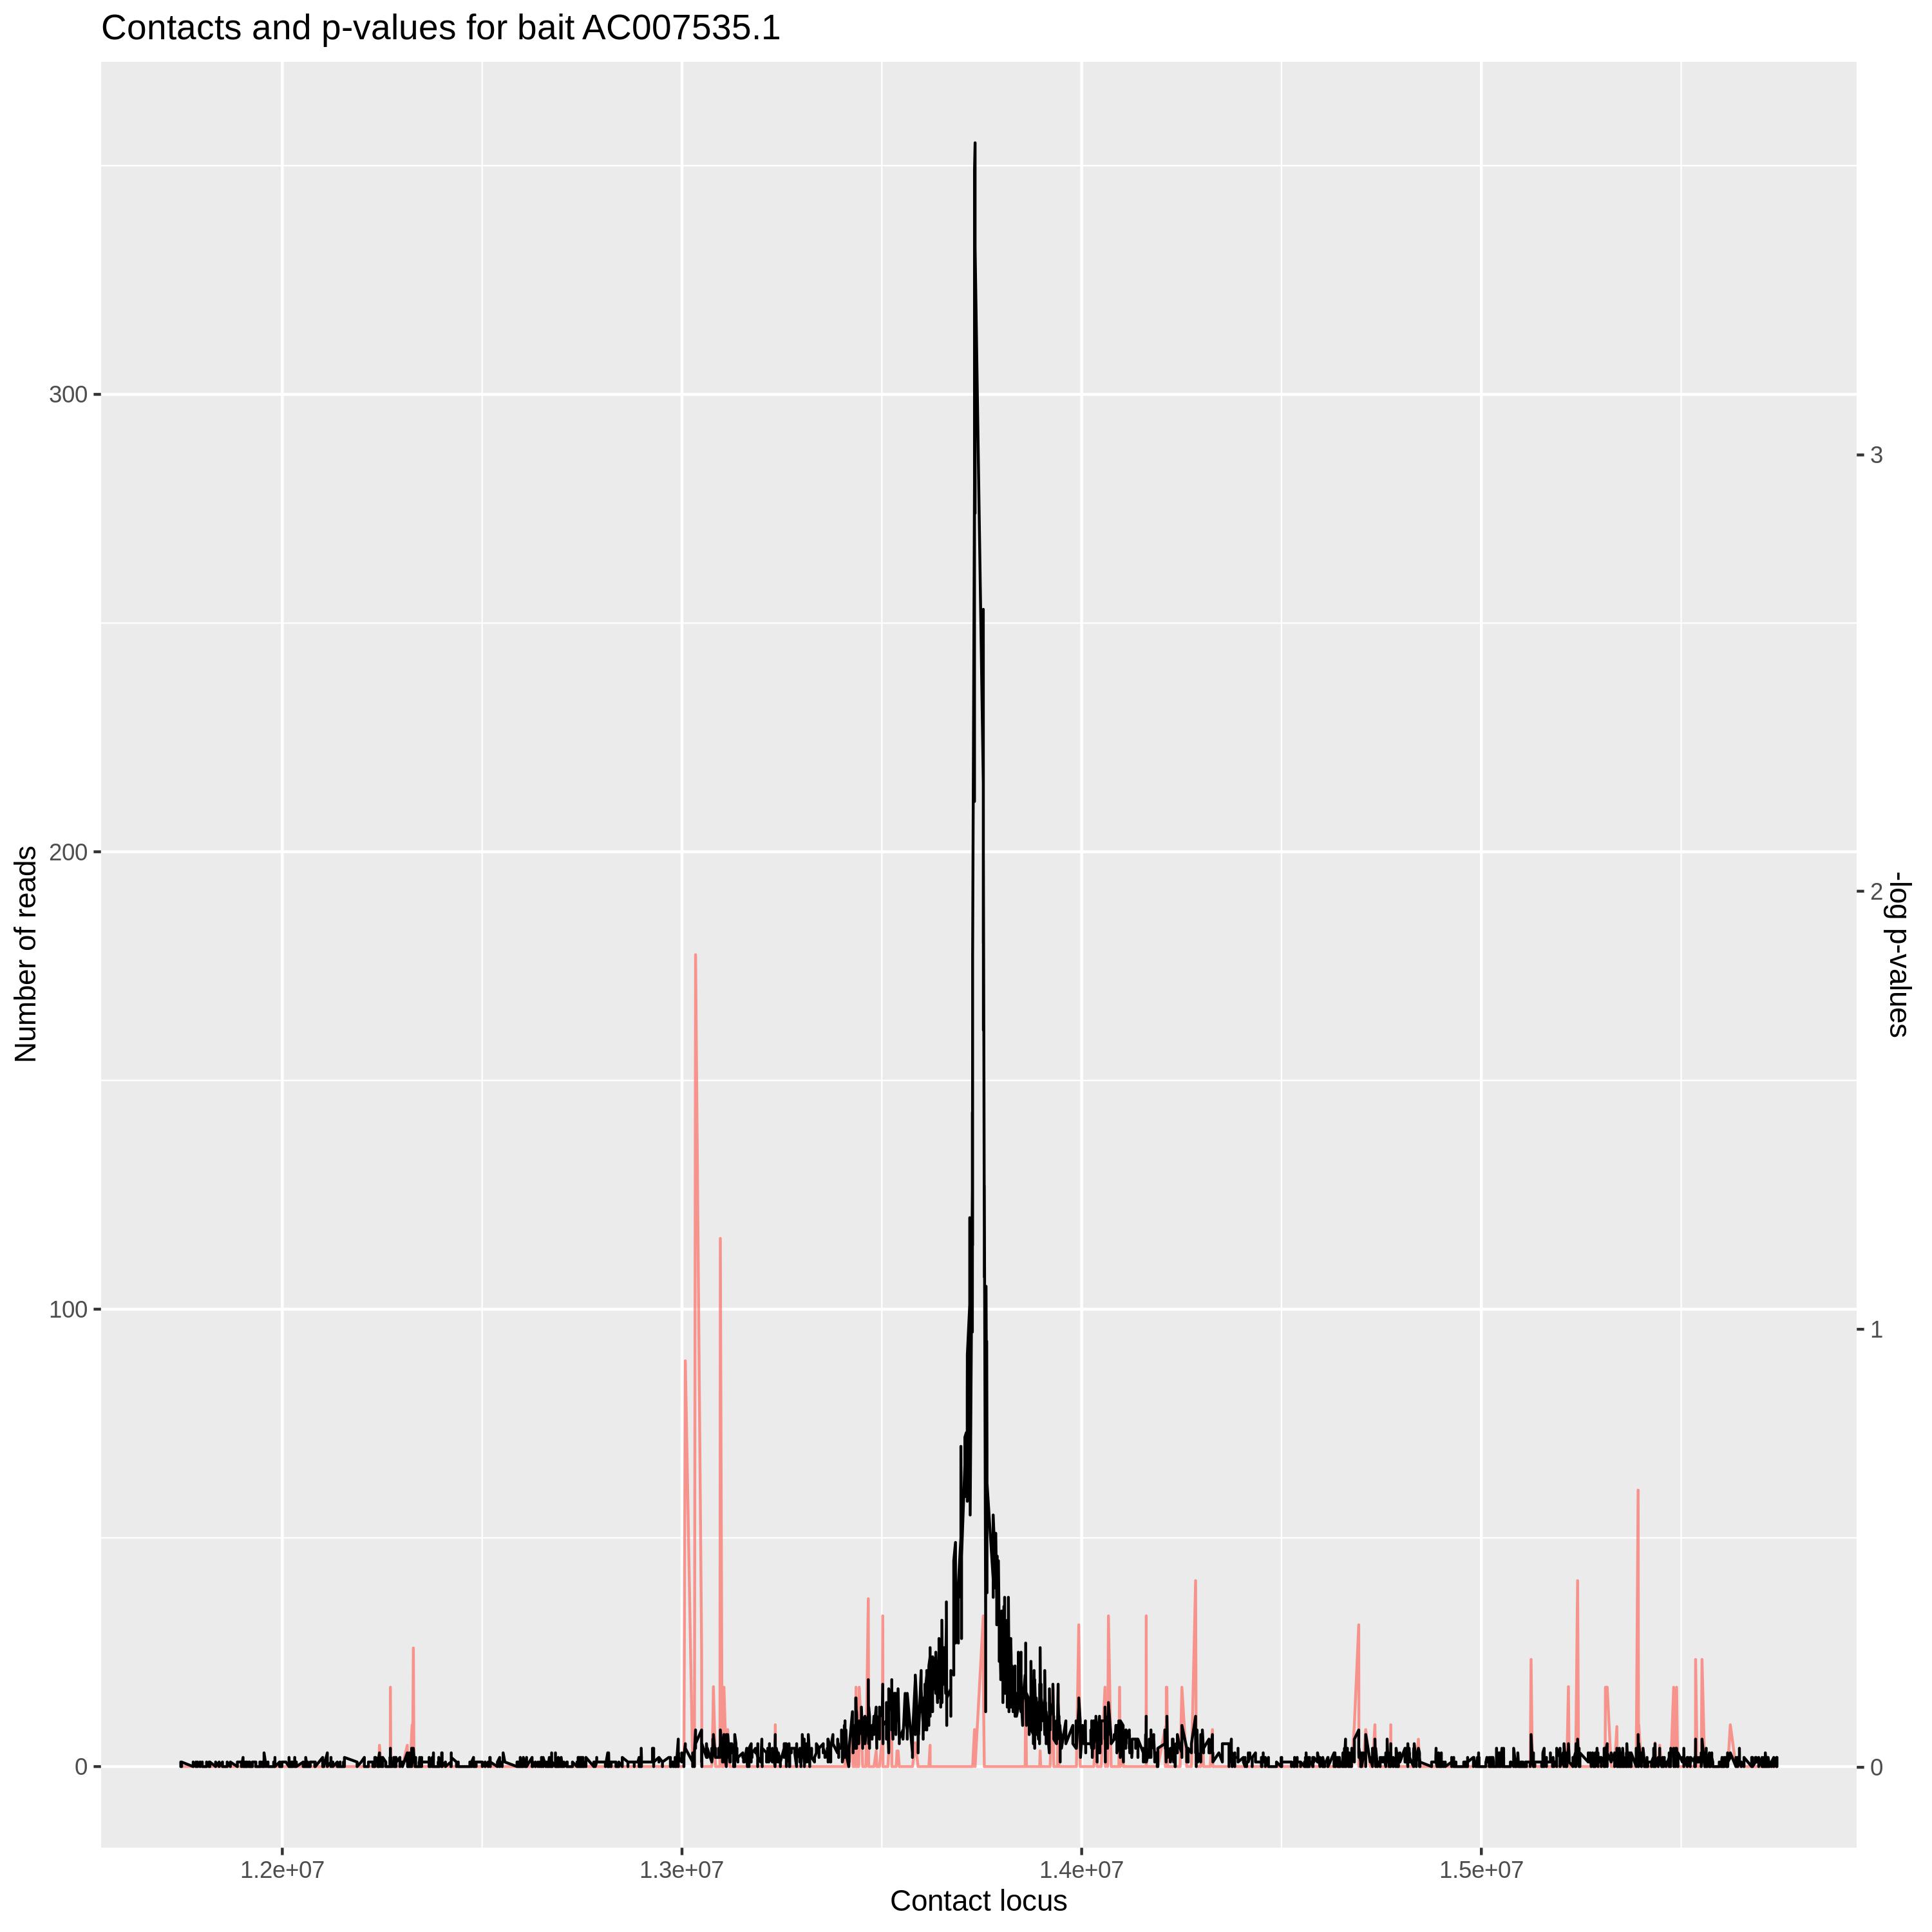 Contacts and p-values for bait AC007535.1
Number of reads
300
200
100
0
3
2
1
0
-log p-values
1.2e+07 1.3e+07 1.4e+07 1.5e+07
Contact locus